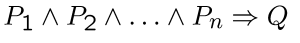 P₁ ∧ P₂ ∧ … ∧ Pₙ ⇒ Q